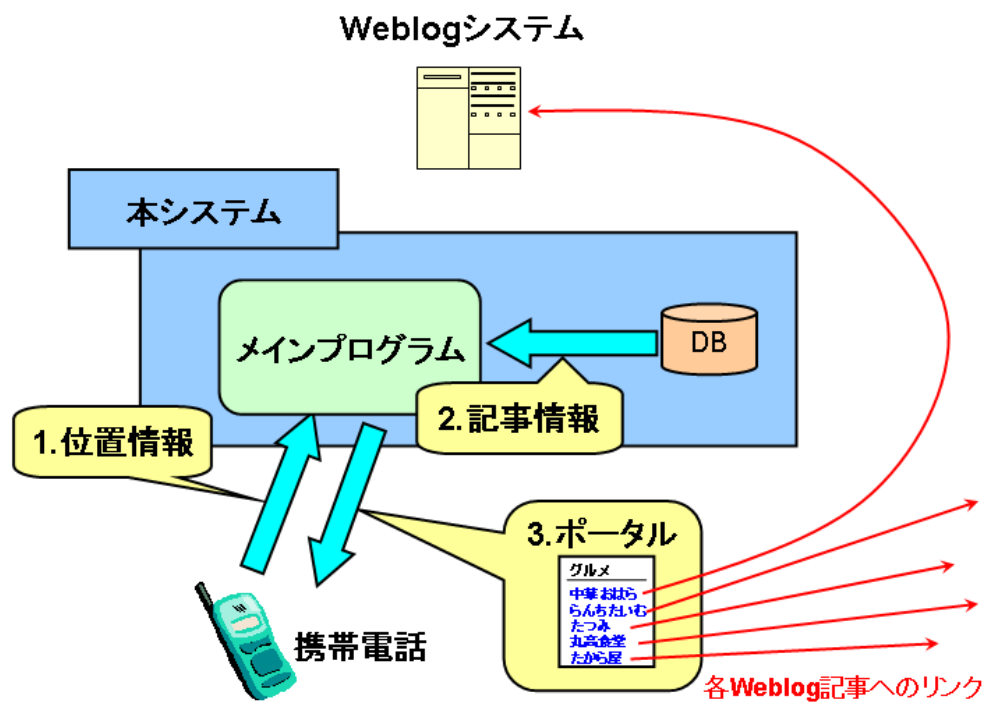 Weblogシステム
本システム
メインプログラム
DB
1.位置情報
2.記事情報
3.ポータル
グルメ
中華おはら
らんちたいむ
たつみ
丸高食堂
たから屋
携帯電話
各Weblog記事へのリンク